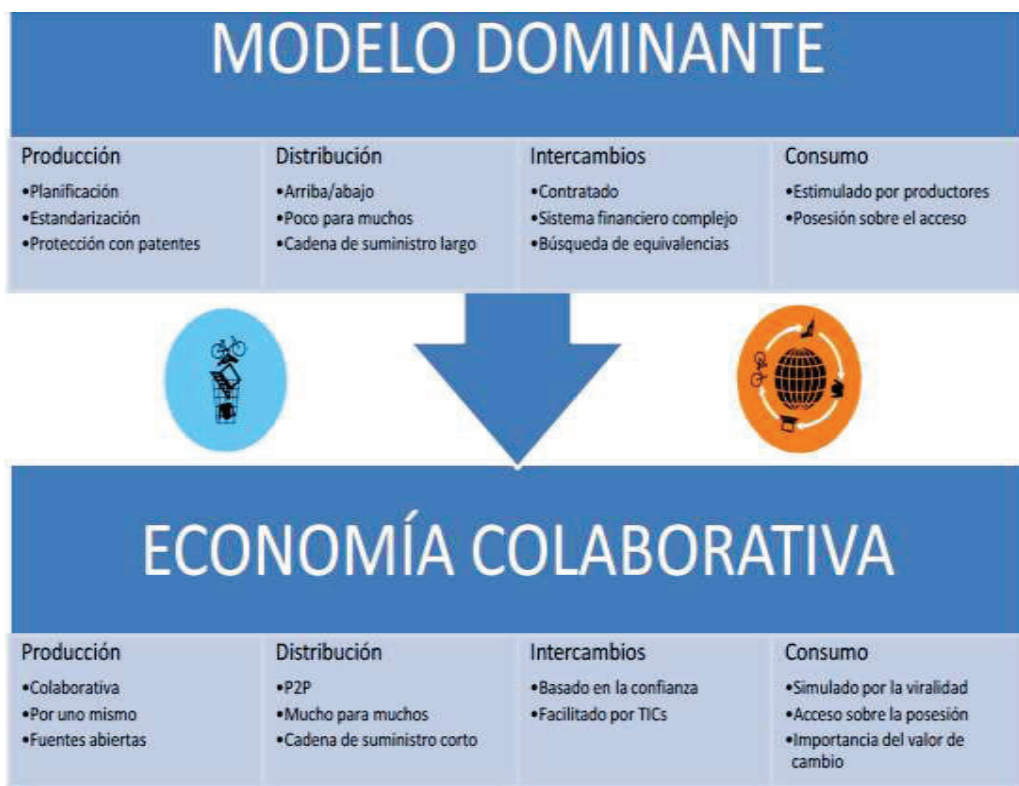 MODELO DOMINANTE
Producción
•Planificación
•Estandarización
•Protección con patentes
Distribución
•Arriba/abajo
•Poco para muchos
•Cadena de suministro largo
Intercambios
•Contratado
•Sistema financiero complejo
•Búsqueda de equivalencias
Consumo
•Estimulado por productores
•Posesión sobre el acceso
ECONOMÍA COLABORATIVA
Producción
•Colaborativa
•Por uno mismo
•Fuentes abiertas
Distribución
•P2P
•Mucho para muchos
•Cadena de suministro corto
Intercambios
•Basado en la confianza
•Facilitado por TICs
Consumo
•Simulado por la viralidad
•Acceso sobre la posesión
•Importancia del valor de
cambio